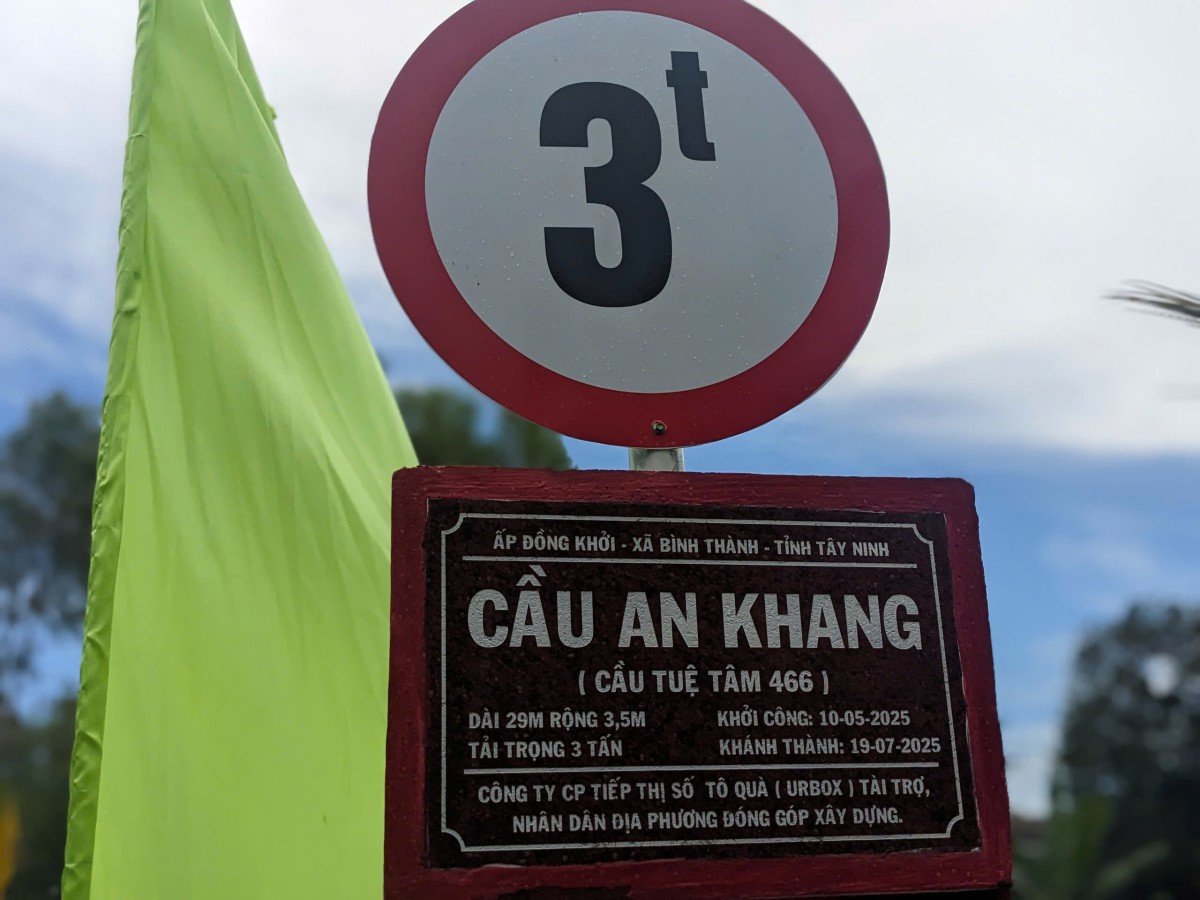 3t
ẤP ĐỒNG KHỞI - XÃ BÌNH THÀNH - TỈNH TÂY NINH
CẦU AN KHANG
( CẦU TUỆ TÂM 466 )
DÀI 29M RỘNG 3,5M KHỞI CÔNG: 10-05-2025
TẢI TRỌNG 3 TẤN KHÁNH THÀNH: 19-07-2025
CÔNG TY CP TIẾP THỊ SỐ TÔ QUÀ ( URBOX ) TÀI TRỢ,
NHÂN DÂN ĐỊA PHƯƠNG ĐÓNG GÓP XÂY DỰNG.